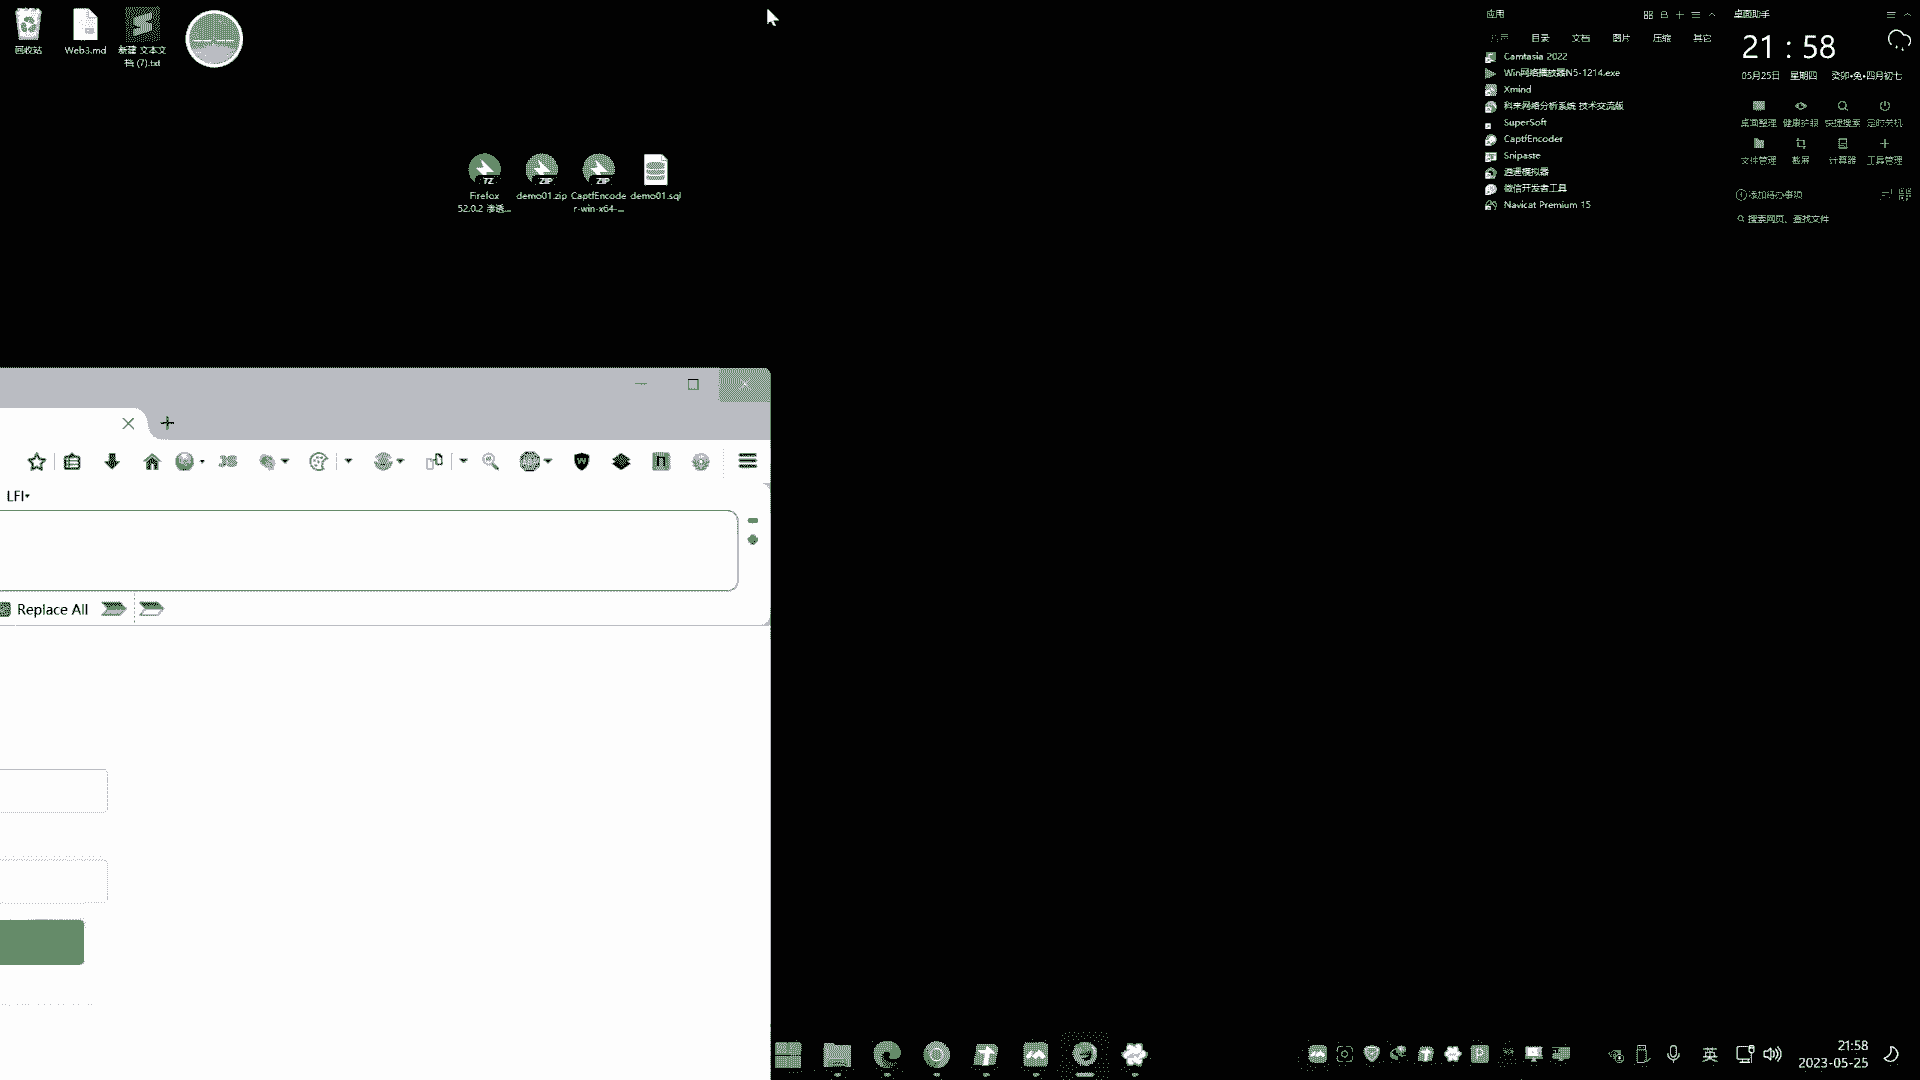 回收站
Web3.md
新建 文本文
档 (7).txt
Firefox
52.0.2 渗透...
demo01.zip
CaptfEncode
r-win-x64-...
demo01.sql
应用
目录
文档
图片
压缩
其它
Camtasia 2022
Win网络播放器N5-1214.exe
Xmind
科来网络分析系统 技术交流版
SuperSoft
CaptfEncoder
Snipaste
逍遥模拟器
微信开发者工具
Navicat Premium 15
桌面助手
21 : 58
05月25日 星期四 癸卯•兔•四月初七
桌面整理 健康护眼 快捷搜索 定时关机
文件管理 截屏 计算器 工具管理
添加待办事项
搜索网页、查找文件
LFI
Replace All
英
21:58
2023-05-25